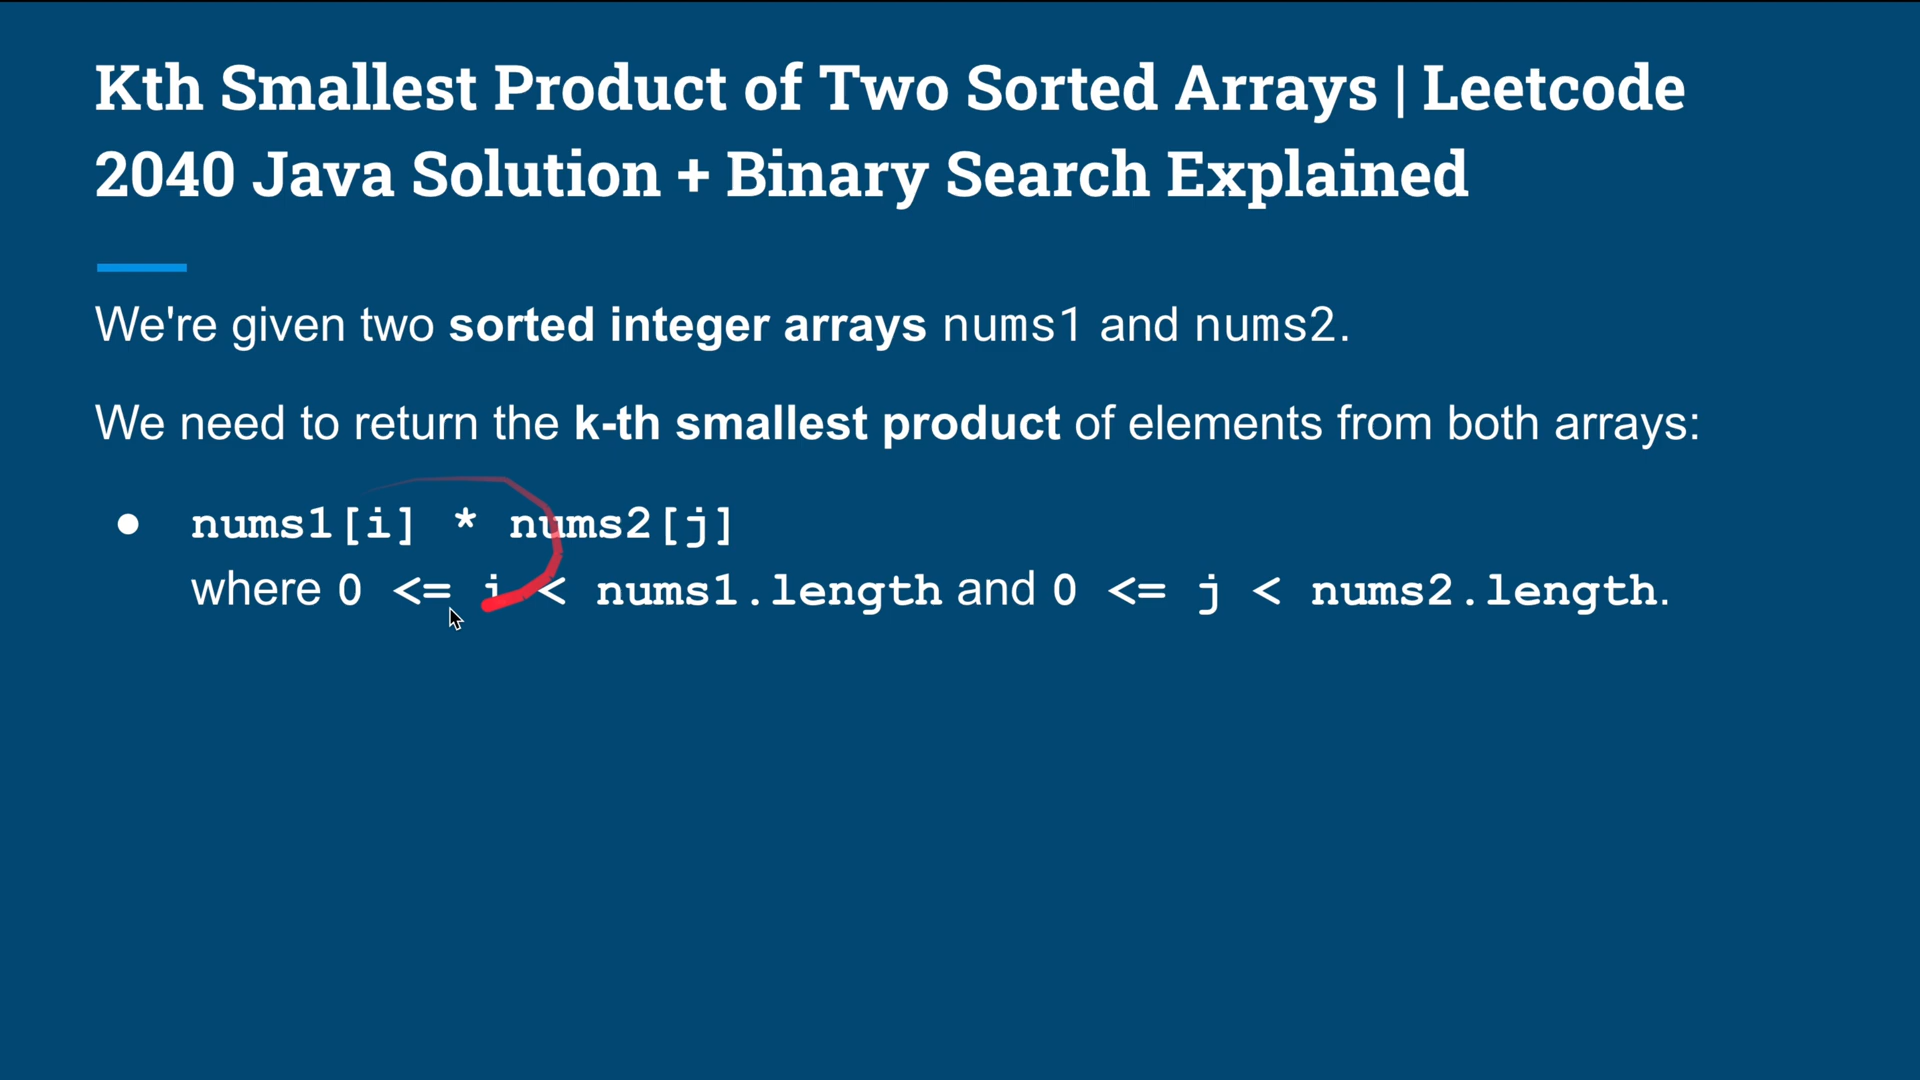 Kth Smallest Product of Two Sorted Arrays | Leetcode
2040 Java Solution + Binary Search Explained
We're given two sorted integer arrays nums1 and nums2.
We need to return the k-th smallest product of elements from both arrays:
● nums1[i] * nums2[j]
where 0 <= i < nums1.length and 0 <= j < nums2.length.